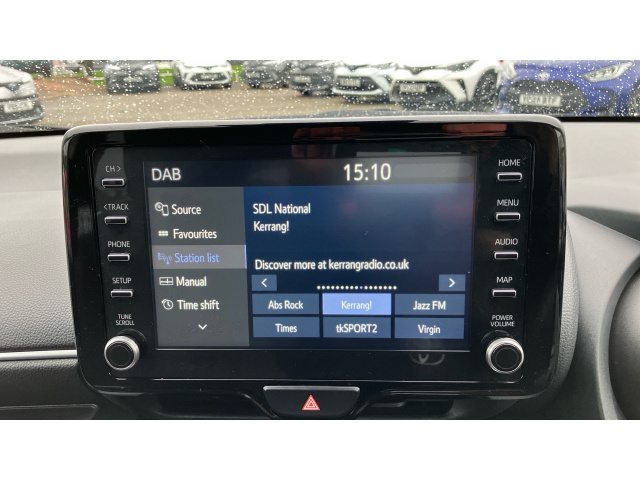 DAB
15:10
CH >
< TRACK
PHONE
SETUP
TUNE
SCROLL
Source
Favourites
Station list
Manual
Time shift
SDL National
Kerrang!
Discover more at kerrangradio.co.uk
< >
Abs Rock
Kerrang!
Jazz FM
Times
tkSPORT2
Virgin
HOME
MENU
AUDIO
MAP
POWER
VOLUME